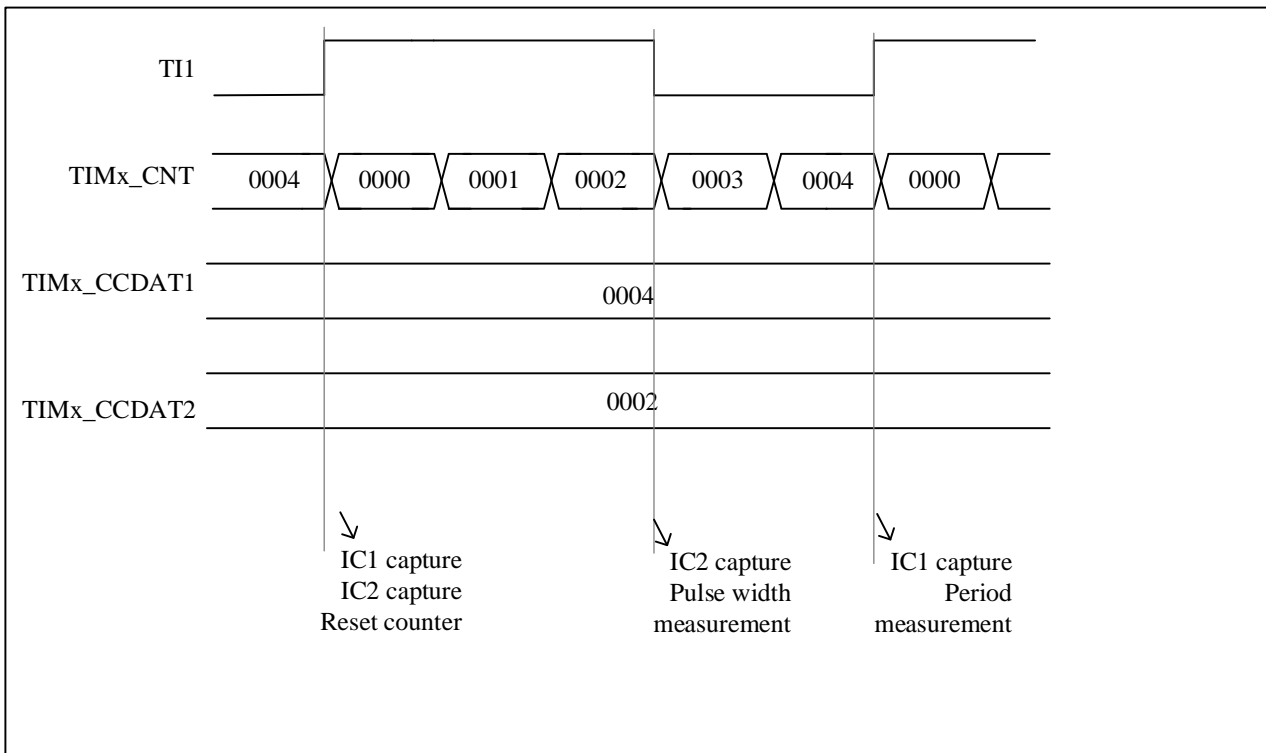 TI1
TIMx_CNT
0004
0000
0001
0002
0003
0004
0000
TIMx_CCDAT1
0004
TIMx_CCDAT2
0002
IC1 capture
IC2 capture
Reset counter
IC2 capture
Pulse width
measurement
IC1 capture
Period
measurement